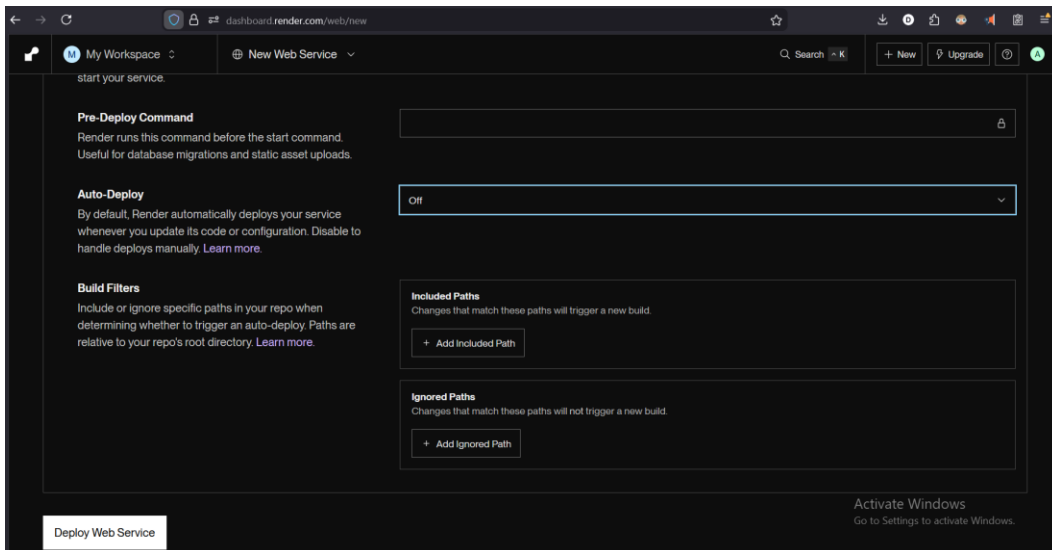 dashboard.render.com/web/new
M My Workspace New Web Service Search ^ K + New Upgrade A
start your service.
Pre-Deploy Command
Render runs this command before the start command.
Useful for database migrations and static asset uploads.
Auto-Deploy
Off
By default, Render automatically deploys your service
whenever you update its code or configuration. Disable to
handle deploys manually. Learn more.
Build Filters
Include or ignore specific paths in your repo when
determining whether to trigger an auto-deploy. Paths are
relative to your repo's root directory. Learn more.
Included Paths
Changes that match these paths will trigger a new build.
+ Add Included Path
Ignored Paths
Changes that match these paths will not trigger a new build.
+ Add Ignored Path
Activate Windows
Go to Settings to activate Windows.
Deploy Web Service